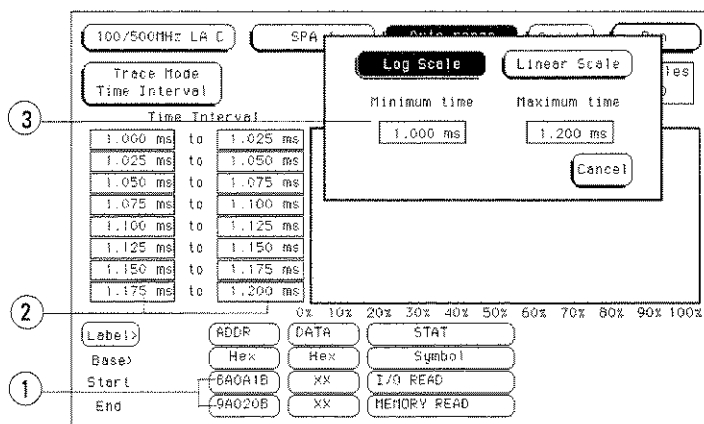 100/500MHz LA C
SPA
Auto range
Run
Log Scale
Linear Scale
Trace Mode
Time Interval
Minimum time
Maximum time
1.000 ms
1.200 ms
Cancel
3
Time Interval
1.000 ms to 1.025 ms
1.025 ms to 1.050 ms
1.050 ms to 1.075 ms
1.075 ms to 1.100 ms
1.100 ms to 1.125 ms
1.125 ms to 1.150 ms
1.150 ms to 1.175 ms
1.175 ms to 1.200 ms
2
0% 10% 20% 30% 40% 50% 60% 70% 80% 90% 100%
Label> ADDR DATA STAT
Base> Hex Hex Symbol
1
Start 6A0A1B XX I/O READ
End 9A020B XX MEMORY READ